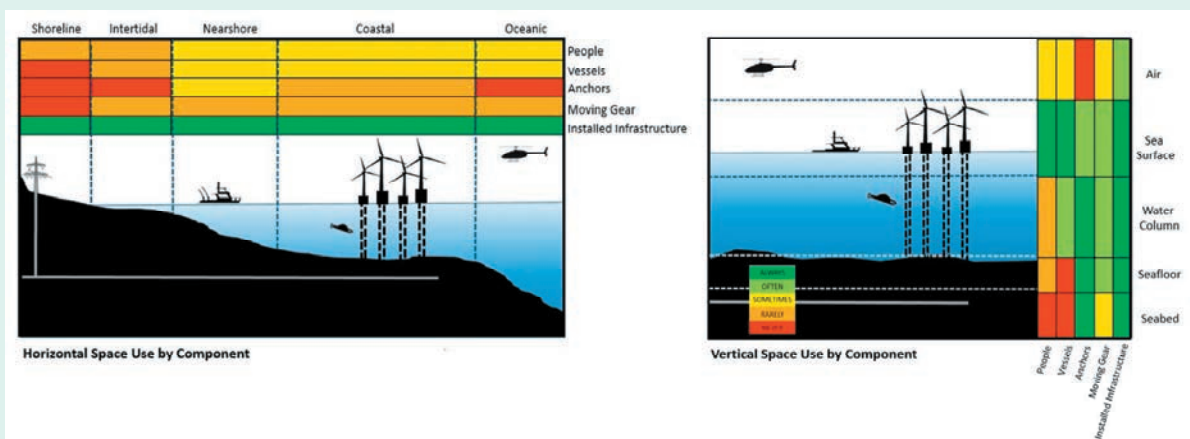 Shoreline Intertidal Nearshore Coastal Oceanic
People
Vessels
Anchors
Moving Gear
Installed Infrastructure
Horizontal Space Use by Component
Air
Sea
Surface
Water
Column
Seafloor
Seabed
ALWAYS
OFTEN
SOMETIMES
RARELY
Vertical Space Use by Component
People
Vessels
Anchors
Moving Gear
Installed Infrastructure